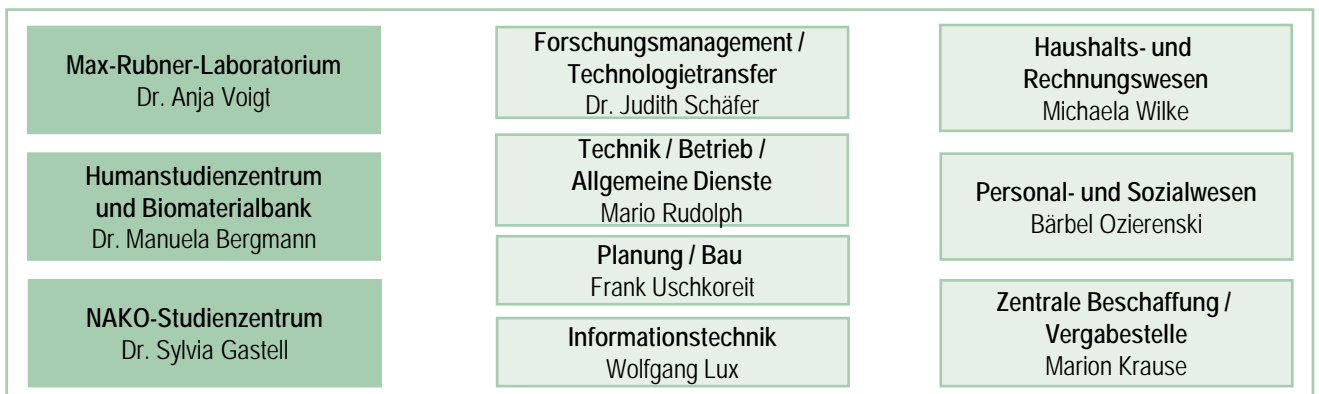 Max-Rubner-Laboratorium
Dr. Anja Voigt
Humanstudienzentrum
und Biomaterialbank
Dr. Manuela Bergmann
NAKO-Studienzentrum
Dr. Sylvia Gastell
Forschungsmanagement /
Technologietransfer
Dr. Judith Schäfer
Technik / Betrieb /
Allgemeine Dienste
Mario Rudolph
Planung / Bau
Frank Uschkoreit
Informationstechnik
Wolfgang Lux
Haushalts- und
Rechnungswesen
Michaela Wilke
Personal- und Sozialwesen
Bärbel Ozierenski
Zentrale Beschaffung /
Vergabestelle
Marion Krause